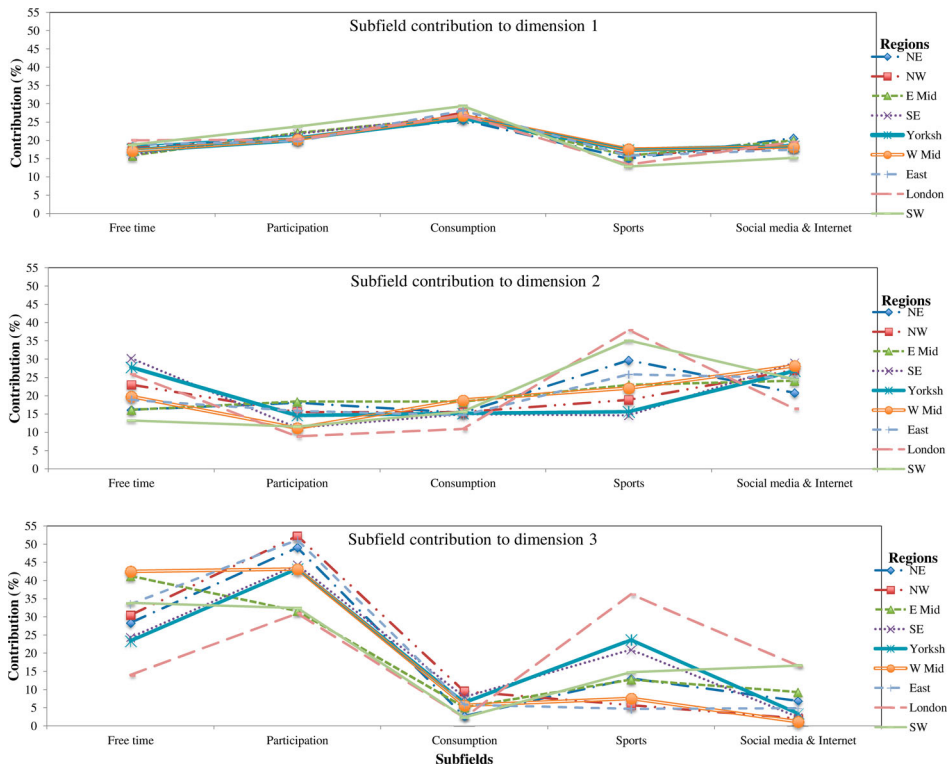 Subfield contribution to dimension 1
Contribution (%)
55
50
45
40
35
30
25
20
15
10
5
0
Free time
Participation
Consumption
Sports
Social media & Internet
Regions
NE
NW
E Mid
SE
Yorksh
W Mid
East
London
SW
Subfield contribution to dimension 2
Contribution (%)
55
50
45
40
35
30
25
20
15
10
5
0
Free time
Participation
Consumption
Sports
Social media & Internet
Regions
NE
NW
E Mid
SE
Yorksh
W Mid
East
London
SW
Subfield contribution to dimension 3
Contribution (%)
55
50
45
40
35
30
25
20
15
10
5
0
Free time
Participation
Consumption
Sports
Social media & Internet
Subfields
Regions
NE
NW
E Mid
SE
Yorksh
W Mid
East
London
SW